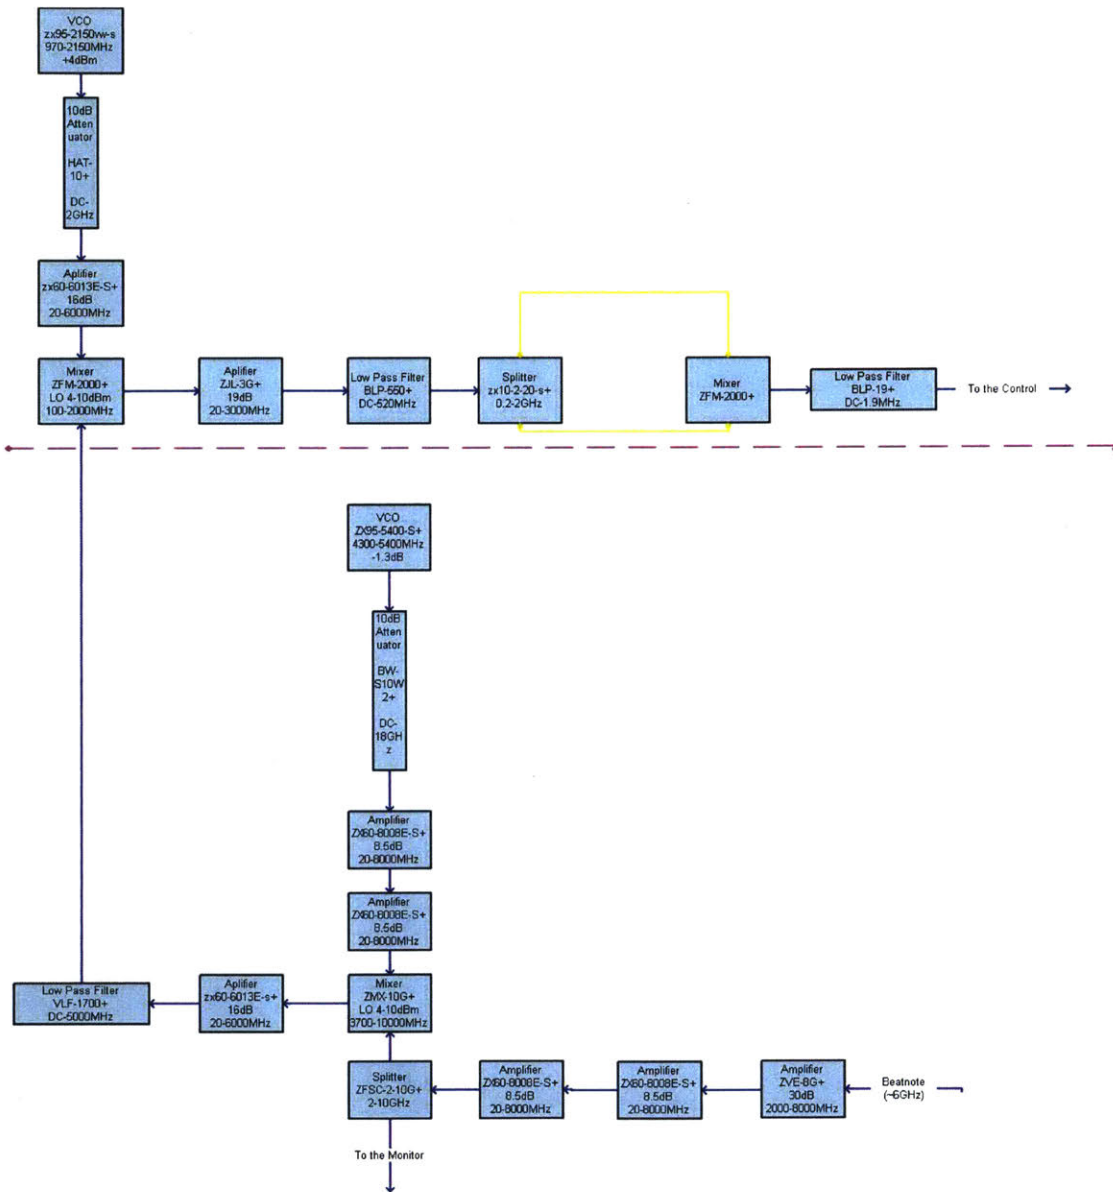 VCO
zx95-2150vw-s
970-2150MHz
+4dBm
10dB
Atten
uator
HAT-
10+
DC-
2GHz
Aplifier
zx60-6013E-S+
16dB
20-6000MHz
Mixer
ZFM-2000+
LO 4-10dBm
100-2000MHz
Aplifier
ZJL-3G+
19dB
20-3000MHz
Low Pass Filter
BLP-550+
DC-520MHz
Splitter
zx10-2-20-s+
0.2-2GHz
Mixer
ZFM-2000+
Low Pass Filter
BLP-19+
DC-1.9MHz
To the Control
VCO
ZX95-5400-S+
4300-5400MHz
-1.3dB
10dB
Atten
uator
BW-
S10W
2+
DC-
18GH
z
Amplifier
ZX60-8008E-S+
8.5dB
20-8000MHz
Amplifier
ZX60-8008E-S+
8.5dB
20-8000MHz
Low Pass Filter
VLF-1700+
DC-5000MHz
Aplifier
zx60-6013E-s+
16dB
20-6000MHz
Mixer
ZMX-10G+
LO 4-10dBm
3700-10000MHz
Splitter
ZFSC-2-10G+
2-10GHz
Amplifier
ZX60-8008E-S+
8.5dB
20-8000MHz
Amplifier
ZX60-8008E-S+
8.5dB
20-8000MHz
Amplifier
ZVE-8G+
30dB
2000-8000MHz
Beatnote
(~6GHz)
To the Monitor